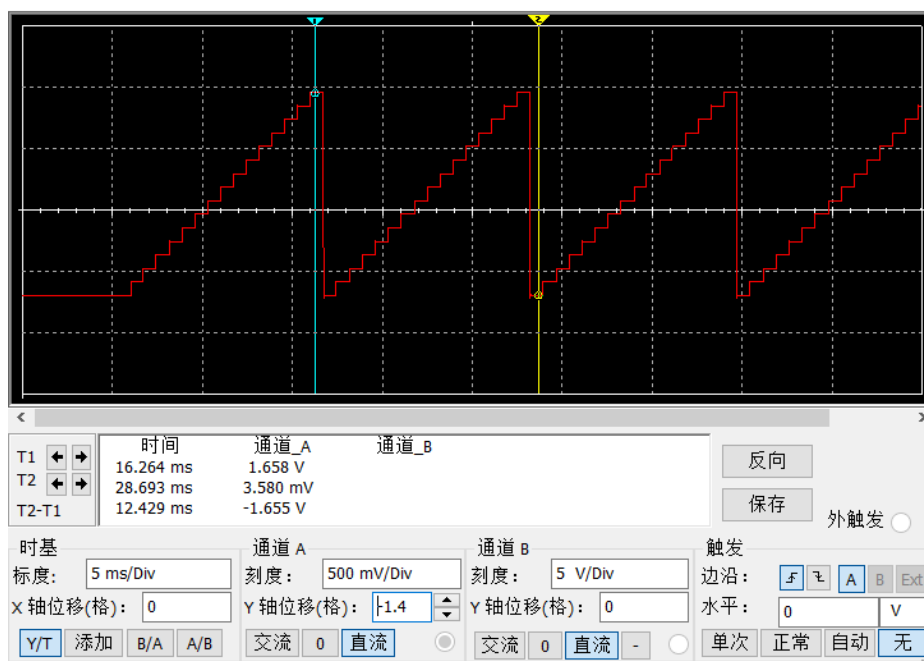 1 2
时间 通道_A 通道_B
T1 16.264 ms 1.658 V
T2 28.693 ms 3.580 mV
T2-T1 12.429 ms -1.655 V
反向
保存
外触发
时基 通道 A 通道 B 触发
标度: 5 ms/Div 刻度: 500 mV/Div 刻度: 5 V/Div 边沿: A B Ext
X 轴位移(格): 0 Y 轴位移(格): -1.4 Y 轴位移(格): 0 水平: 0 V
Y/T 添加 B/A A/B 交流 0 直流 交流 0 直流 - 单次 正常 自动 无